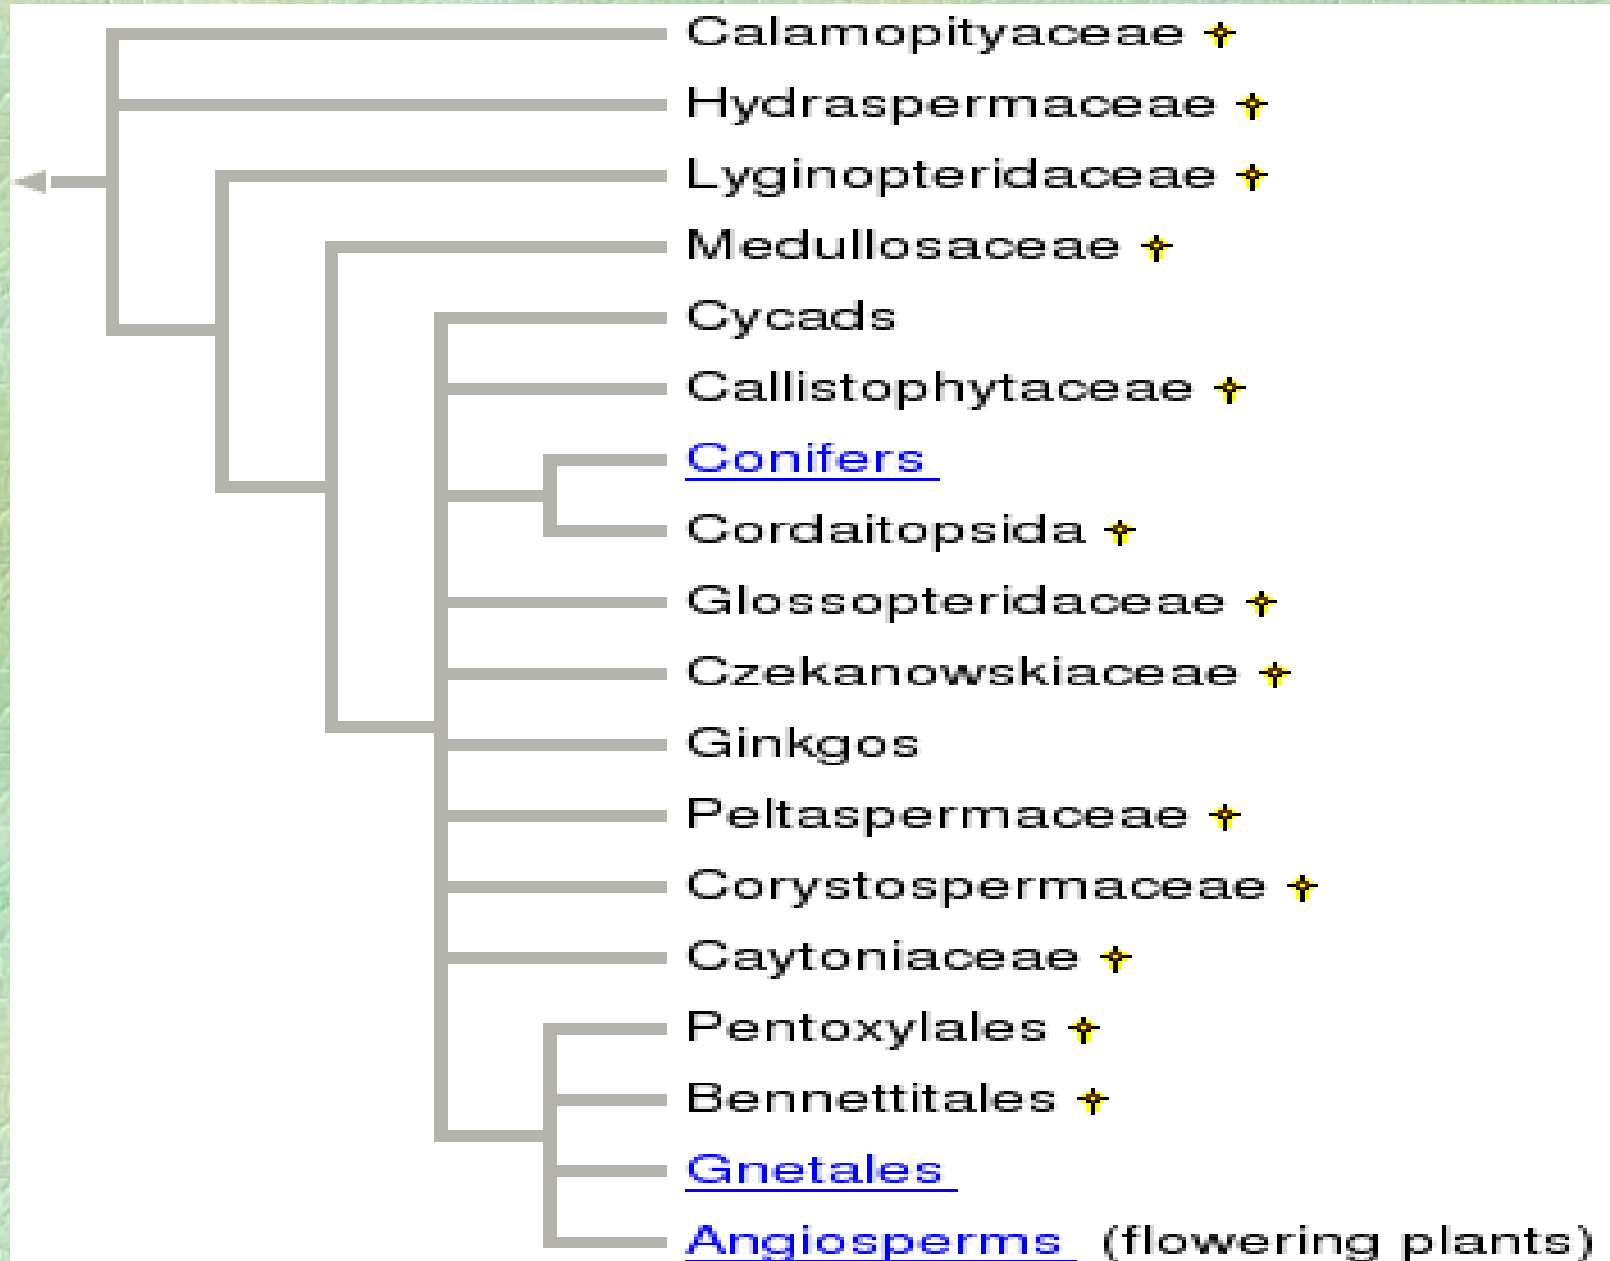 Calamopityaceae
Hydraspermaceae
Lyginopteridaceae
Medullosaceae
Cycads
Callistophytaceae
Conifers
Cordaitopsida
Glossopteridaceae
Czekanowskiaceae
Ginkgos
Peltaspermaceae
Corystospermaceae
Caytoniaceae
Pentoxylales
Bennettitales
Gnetales
Angiosperms (flowering plants)